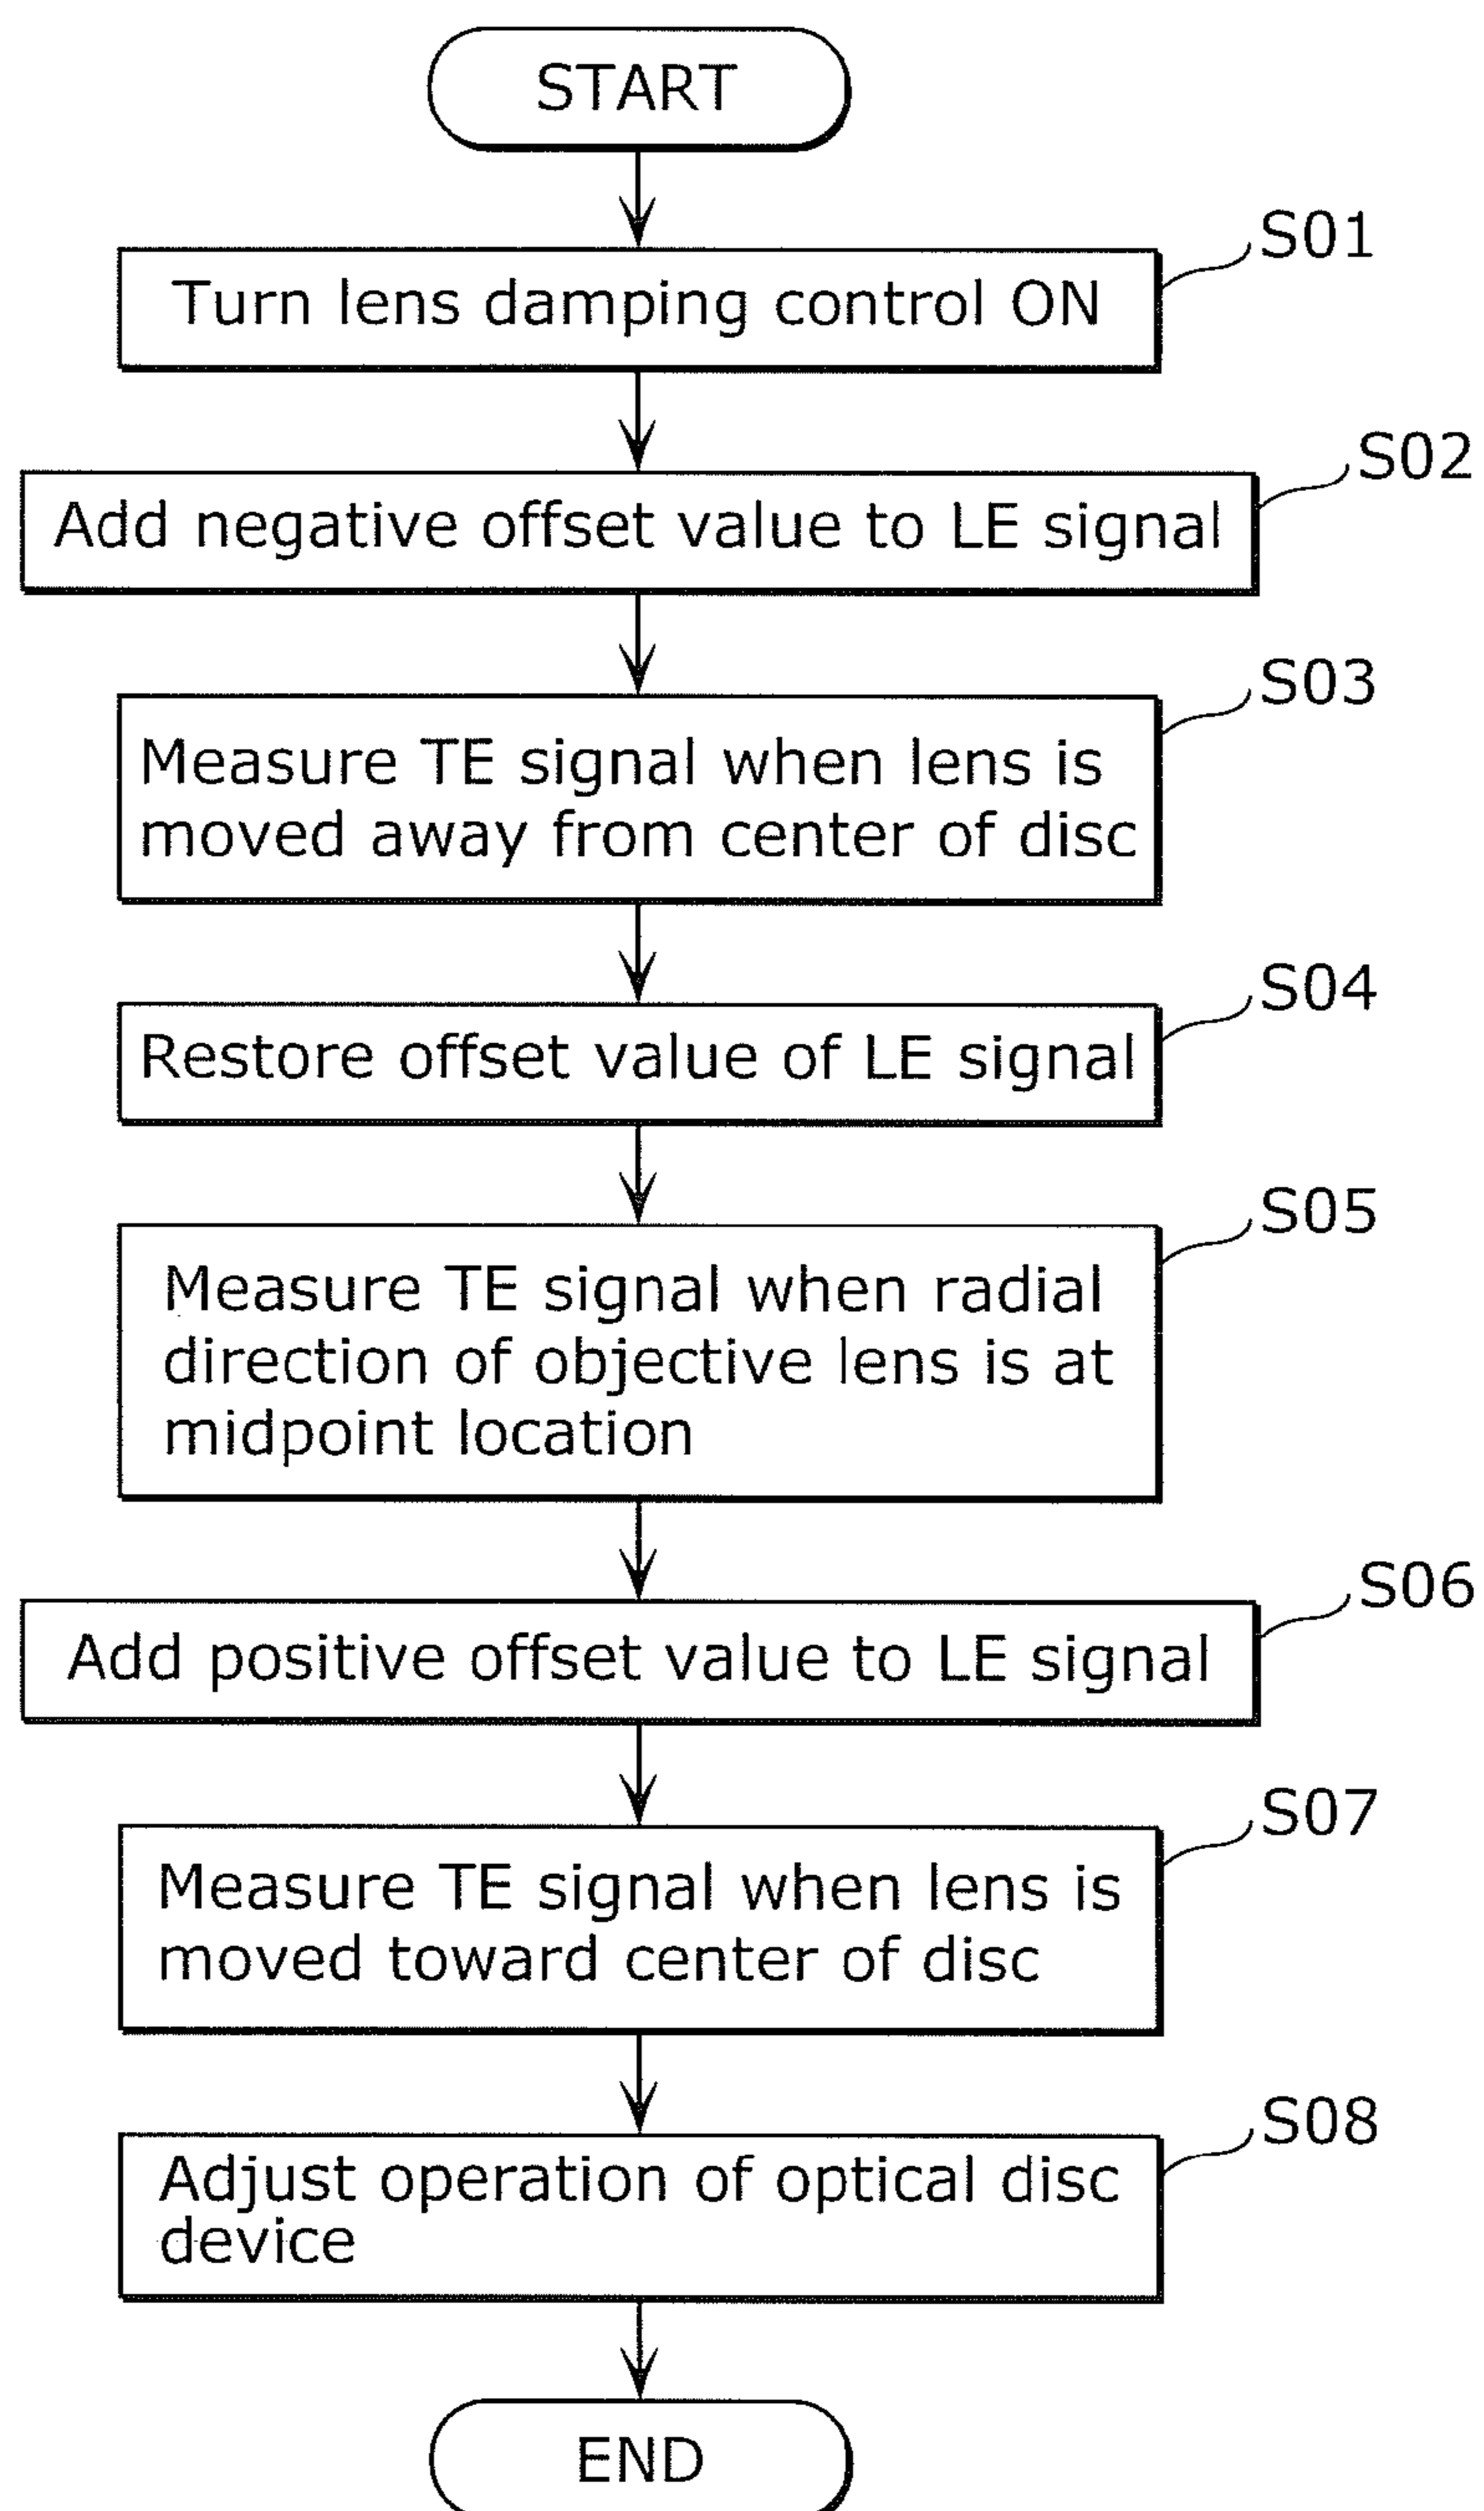 START
S01
Turn lens damping control ON
S02
Add negative offset value to LE signal
S03
Measure TE signal when lens is
moved away from center of disc
S04
Restore offset value of LE signal
S05
Measure TE signal when radial
direction of objective lens is at
midpoint location
S06
Add positive offset value to LE signal
S07
Measure TE signal when lens is
moved toward center of disc
S08
Adjust operation of optical disc
device
END